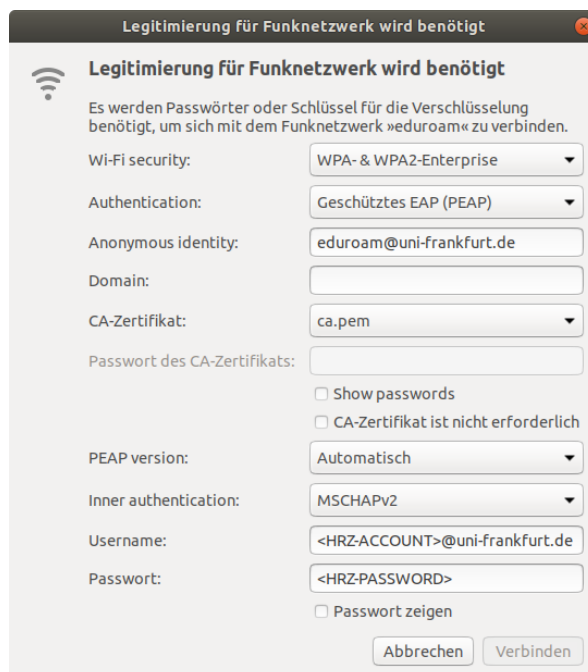 Legitimierung für Funknetzwerk wird benötigt
Legitimierung für Funknetzwerk wird benötigt
Es werden Passwörter oder Schlüssel für die Verschlüsselung
benötigt, um sich mit dem Funknetzwerk »eduroam« zu verbinden.
Wi-Fi security: WPA- & WPA2-Enterprise
Authentication: Geschütztes EAP (PEAP)
Anonymous identity: eduroam@uni-frankfurt.de
Domain:
CA-Zertifikat: ca.pem
Passwort des CA-Zertifikats:
Show passwords
CA-Zertifikat ist nicht erforderlich
PEAP version: Automatisch
Inner authentication: MSCHAPv2
Username: <HRZ-ACCOUNT>@uni-frankfurt.de
Passwort: <HRZ-PASSWORD>
Passwort zeigen
Abbrechen Verbinden